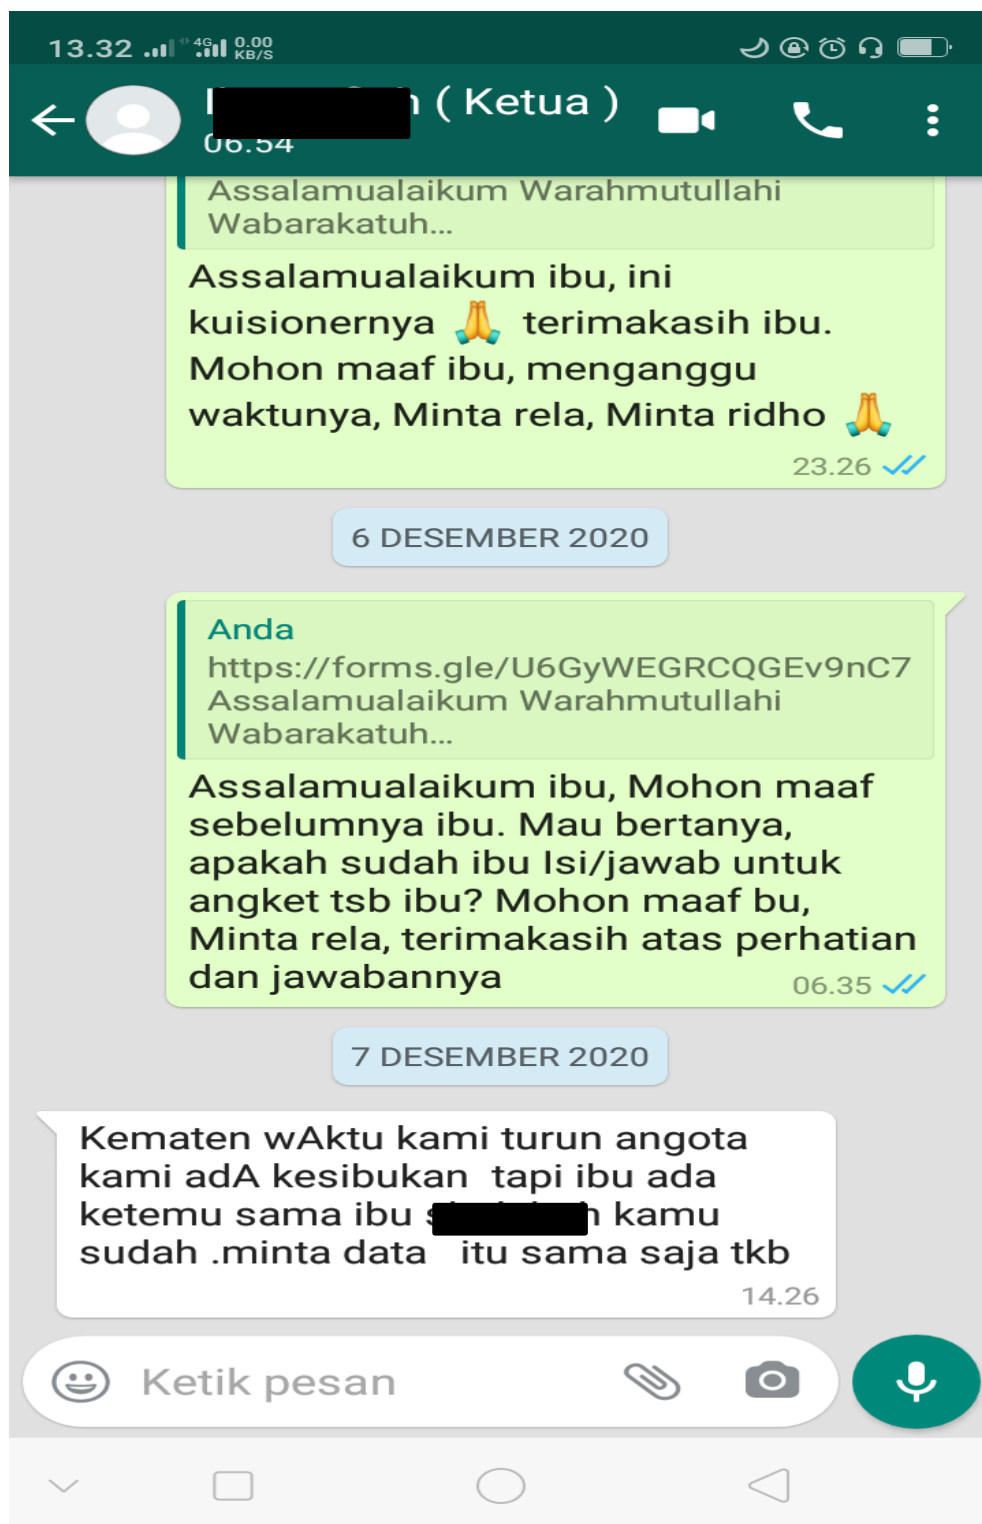 13.32 4G 0.00 KB/S
( Ketua )
06.54
Assalamualaikum Warahmutullahi
Wabarakatuh...
Assalamualaikum ibu, ini
kuisionernya 🙏 terimakasih ibu.
Mohon maaf ibu, menganggu
waktunya, Minta rela, Minta ridho 🙏
23.26
6 DESEMBER 2020
Anda
https://forms.gle/U6GyWEGRCQGEv9nC7
Assalamualaikum Warahmutullahi
Wabarakatuh...
Assalamualaikum ibu, Mohon maaf
sebelumnya ibu. Mau bertanya,
apakah sudah ibu Isi/jawab untuk
angket tsb ibu? Mohon maaf bu,
Minta rela, terimakasih atas perhatian
dan jawabannya
06.35
7 DESEMBER 2020
Kematen wAktu kami turun angota
kami adA kesibukan  tapi ibu ada
ketemu sama ibu kamu
sudah .minta data   itu sama saja tkb
14.26
Ketik pesan